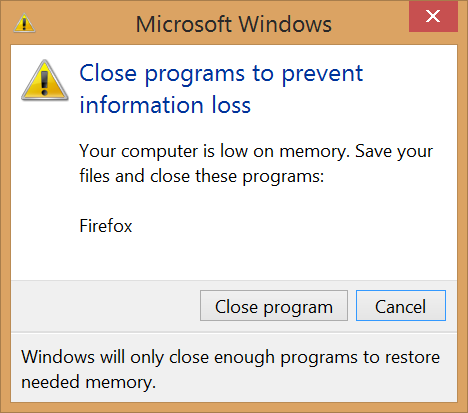 Microsoft Windows
Close programs to prevent
information loss
Your computer is low on memory. Save your
files and close these programs:
Firefox
Close program
Cancel
Windows will only close enough programs to restore
needed memory.